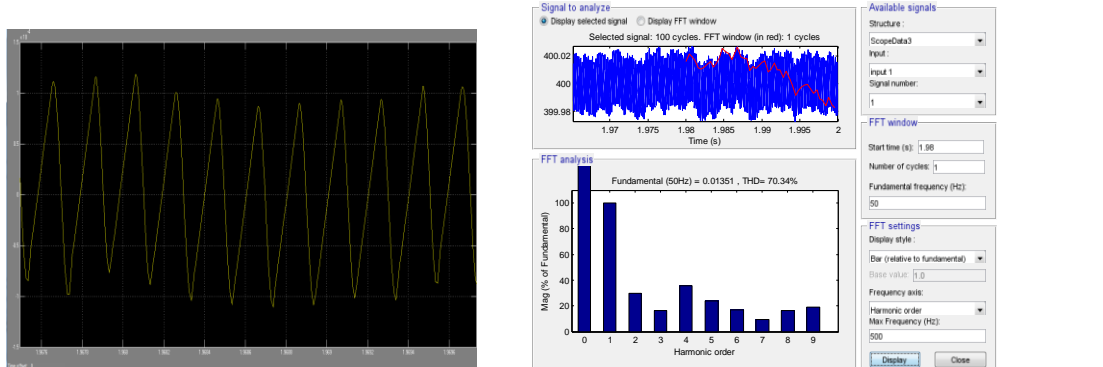 Signal to analyze
Display selected signal
Display FFT window
Selected signal: 100 cycles. FFT window (in red): 1 cycles
400.02
400
399.98
1.97 1.975 1.98 1.985 1.99 1.995 2
Time (s)
FFT analysis
Fundamental (50Hz) = 0.01351 , THD= 70.34%
Mag (% of Fundamental)
100
80
60
40
20
0
0 1 2 3 4 5 6 7 8 9
Harmonic order
Available signals
Structure :
ScopeData3
Input :
input 1
Signal number:
1
FFT window
Start time (s): 1.98
Number of cycles: 1
Fundamental frequency (Hz):
50
FFT settings
Display style :
Bar (relative to fundamental)
Base value: 1.0
Frequency axis:
Harmonic order
Max Frequency (Hz):
500
Display
Close